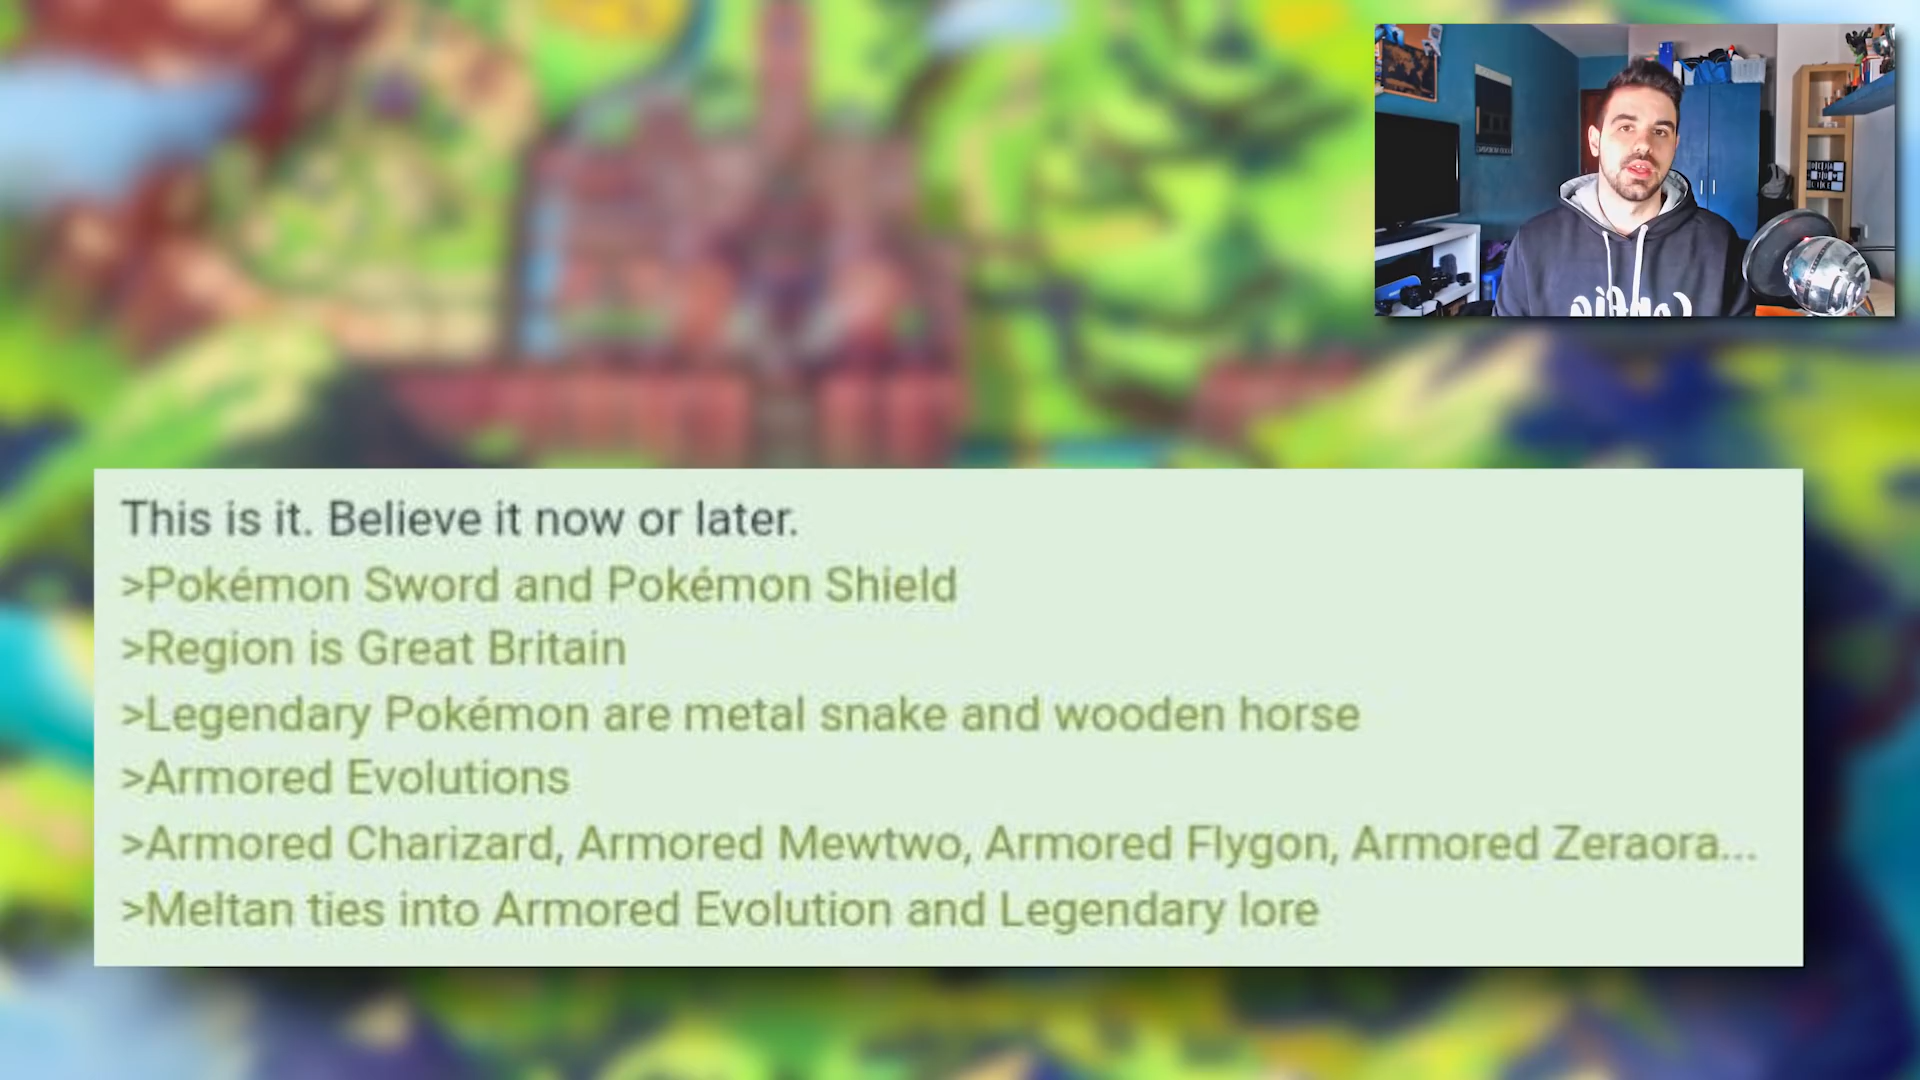 This is it. Believe it now or later.
>Pokémon Sword and Pokémon Shield
>Region is Great Britain
>Legendary Pokémon are metal snake and wooden horse
>Armored Evolutions
>Armored Charizard, Armored Mewtwo, Armored Flygon, Armored Zeraora...
>Meltan ties into Armored Evolution and Legendary lore